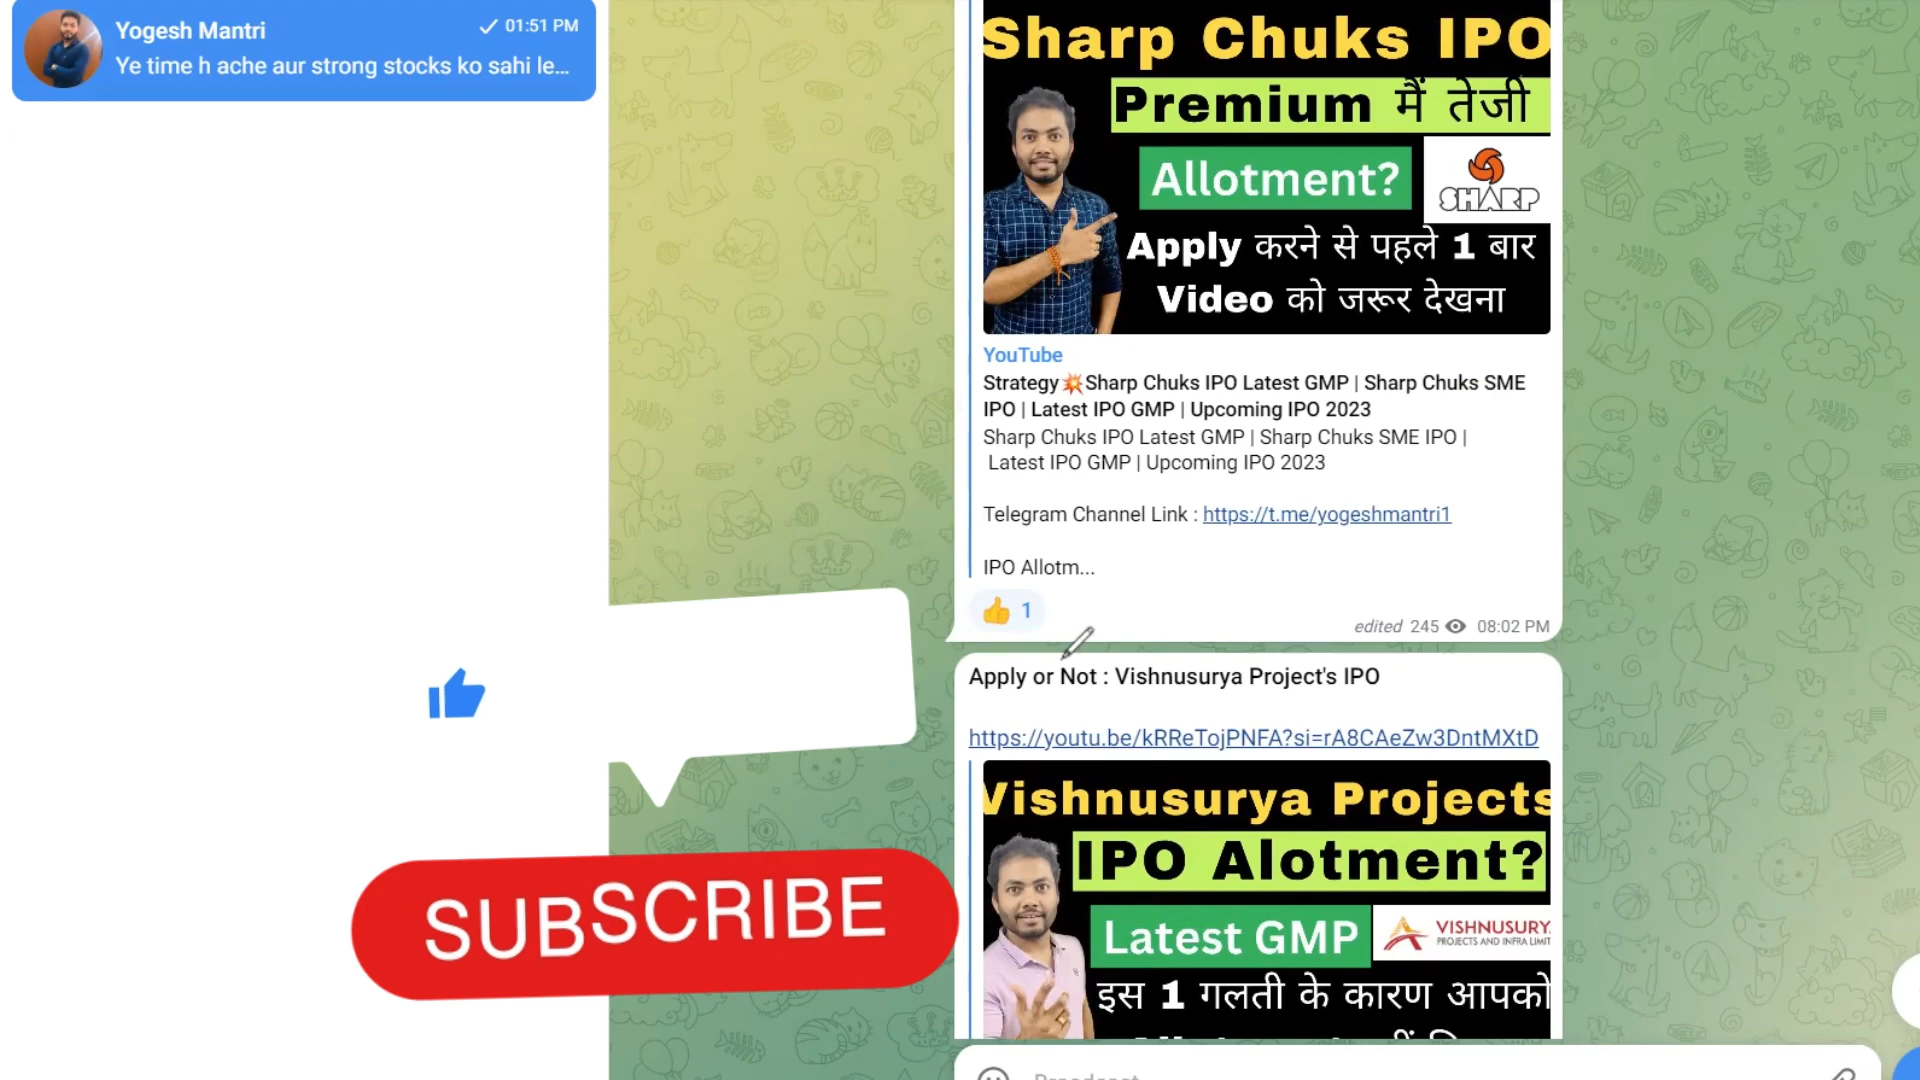 Yogesh Mantri
01:51 PM
Ye time h ache aur strong stocks ko sahi le...
Sharp Chuks IPO
Premium मैं तेजी
Allotment?
SHARP
Apply करने से पहले 1 बार
Video को जरूर देखना
YouTube
Strategy💥Sharp Chuks IPO Latest GMP | Sharp Chuks SME
IPO | Latest IPO GMP | Upcoming IPO 2023
Sharp Chuks IPO Latest GMP | Sharp Chuks SME IPO |
Latest IPO GMP | Upcoming IPO 2023
Telegram Channel Link : https://t.me/yogeshmantri1
IPO Allotm...
👍 1
edited 245 08:02 PM
Apply or Not : Vishnusurya Project's IPO
https://youtu.be/kRReTojPNFA?si=rA8CAeZw3DntMXtD
Vishnusurya Projects
IPO Alotment?
Latest GMP
VISHNUSURY
PROJECTS AND INFRA LIMIT
इस 1 गलती के कारण आपको
SUBSCRIBE